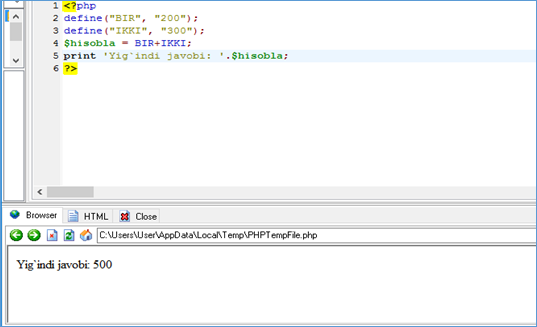 1 <?php
2 define("BIR", "200");
3 define("IKKI", "300");
4 $hisobla = BIR+IKKI;
5 print 'Yig`indi javobi: '.$hisobla;
6 ?>
Browser HTML Close
C:\Users\User\AppData\Local\Temp\PHPTempFile.php
Yig`indi javobi: 500